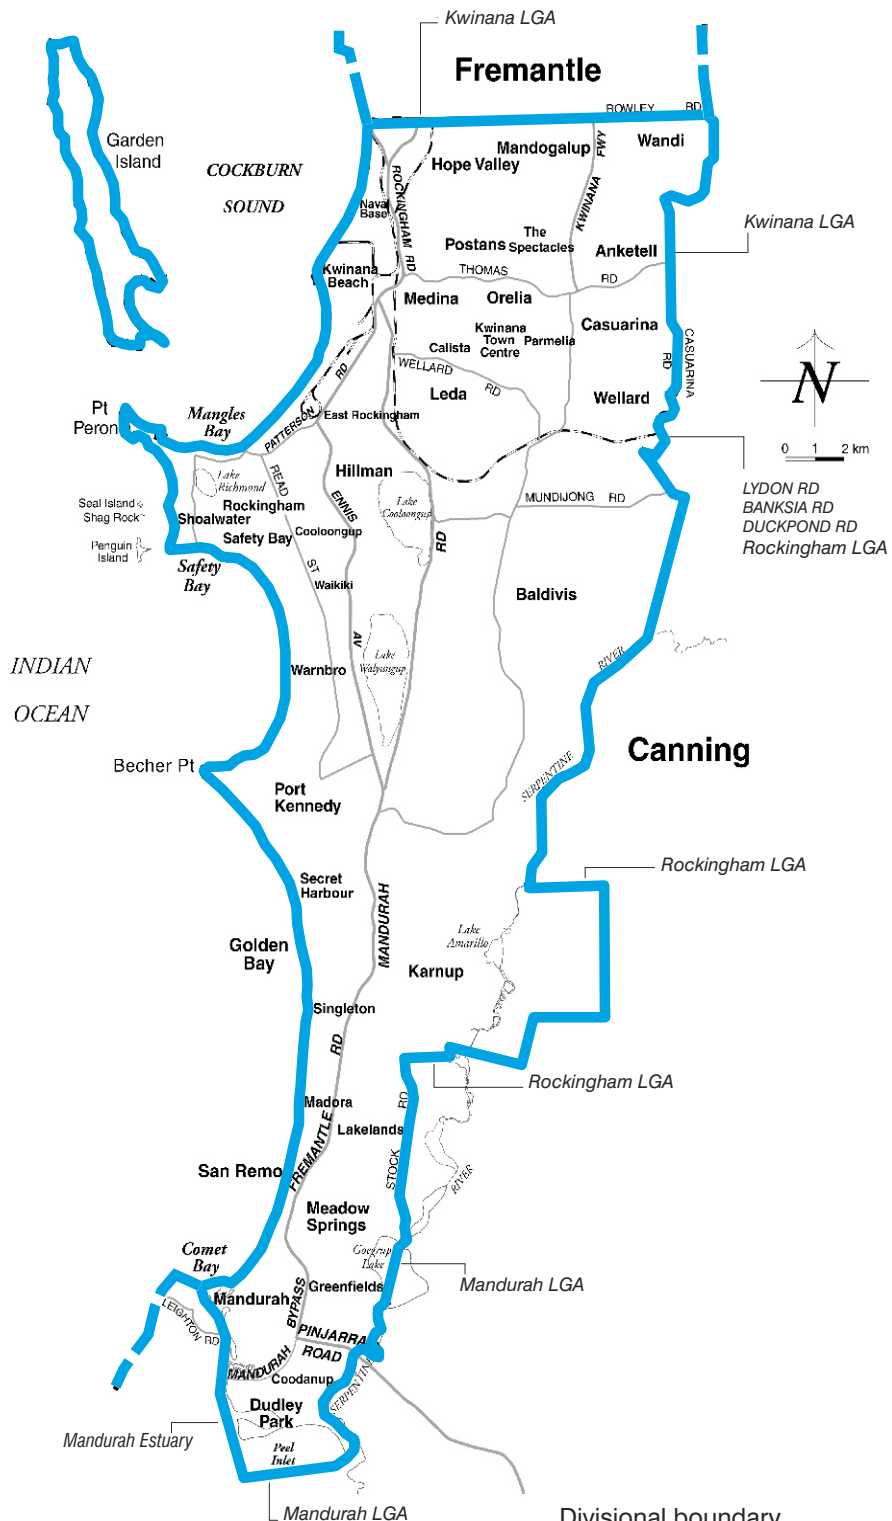 Kwinana LGA
Fremantle
ROWLEY RD
Garden
Island
COCKBURN
SOUND
Mandogalup
FWY
Wandi
Hope Valley
ROCKINGHAM RD
KWINANA
Naval
Base
Kwinana LGA
The
Spectacles
Postans
Anketell
Kwinana
Beach
THOMAS
RD
Medina
Orelia
Casuarina
CASUARINA
RD
Kwinana
Town
Centre
Parmelia
Calista
WELLARD
RD
Leda
Wellard
RD
N
Pt
Peron
Mangles
Bay
PATTERSON
East Rockingham
0 1 2 km
Hillman
Lake
Richmond
READ
ENNIS
Lake
Cooloongup
MUNDIJONG RD
LYDON RD
BANKSIA RD
DUCKPOND RD
Rockingham LGA
Seal Island
Shag Rock
Rockingham
Shoalwater
Safety Bay
Cooloongup
RD
Penguin
Island
Safety
Bay
ST
Waikiki
Baldivis
AV
INDIAN
OCEAN
Warnbro
Lake
Walyungup
RIVER
Canning
SERPENTINE
Becher Pt
Port
Kennedy
Rockingham LGA
Secret
Harbour
MANDURAH
Golden
Bay
Lake
Amarillo
Karnup
Singleton
RD
Rockingham LGA
Madora
RD
Lakelands
FREMANTLE
STOCK
San Remo
RIVER
Meadow
Springs
Comet
Bay
Goegrup
Lake
Greenfields
Mandurah LGA
Mandurah
BYPASS
LEIGHTON
RD
PINJARRA
ROAD
MANDURAH
Coodanup
SERPENTINE
Dudley
Park
Mandurah Estuary
Peel
Inlet
Mandurah LGA
Divisional boundary